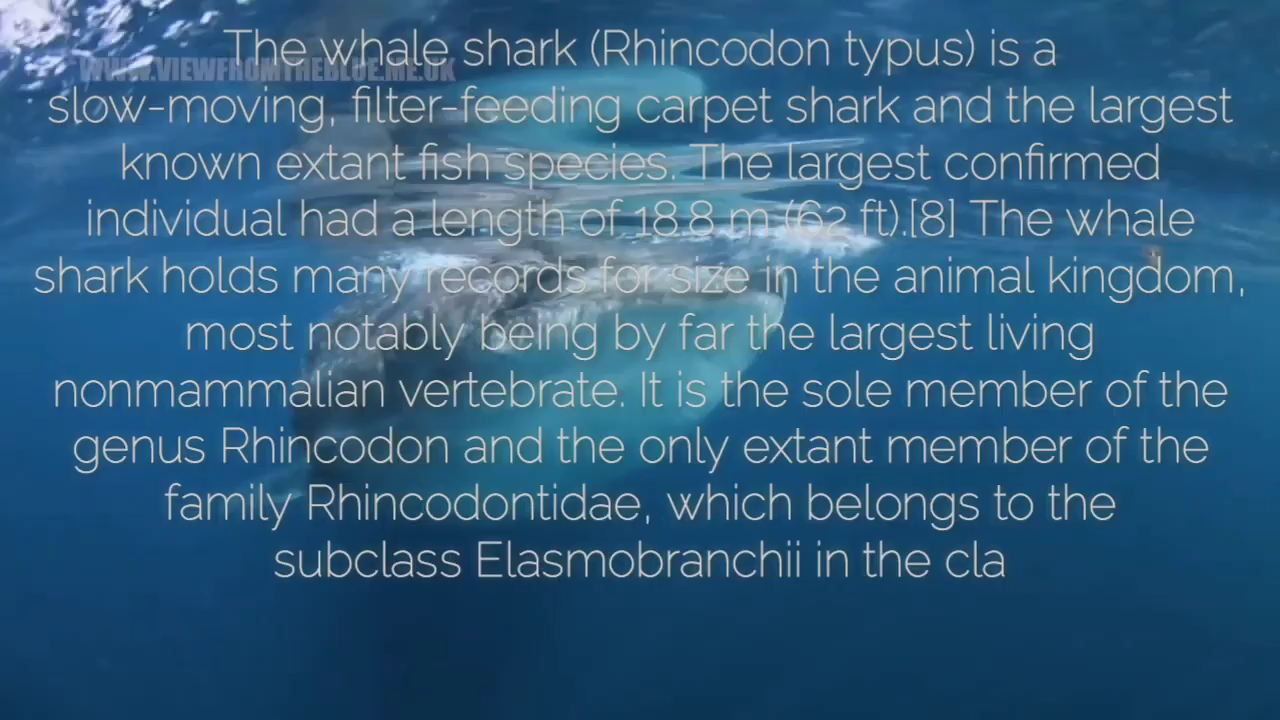 The whale shark (Rhincodon typus) is a
WWW.VIEWFROMTHEBLUE.ME.UK
slow-moving, filter-feeding carpet shark and the largest
known extant fish species. The largest confirmed
individual had a length of 18.8 m (62 ft).[8] The whale
shark holds many records for size in the animal kingdom,
most notably being by far the largest living
nonmammalian vertebrate. It is the sole member of the
genus Rhincodon and the only extant member of the
family Rhincodontidae, which belongs to the
subclass Elasmobranchii in the cla